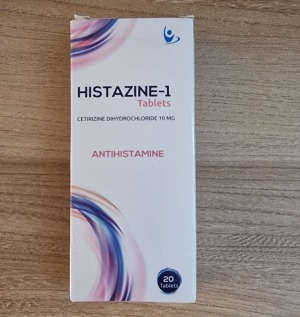 HISTAZINE-1
Tablets
CETIRIZINE DIHYDROCHLORIDE 10 MG
ANTIHISTAMINE
20
Tablets